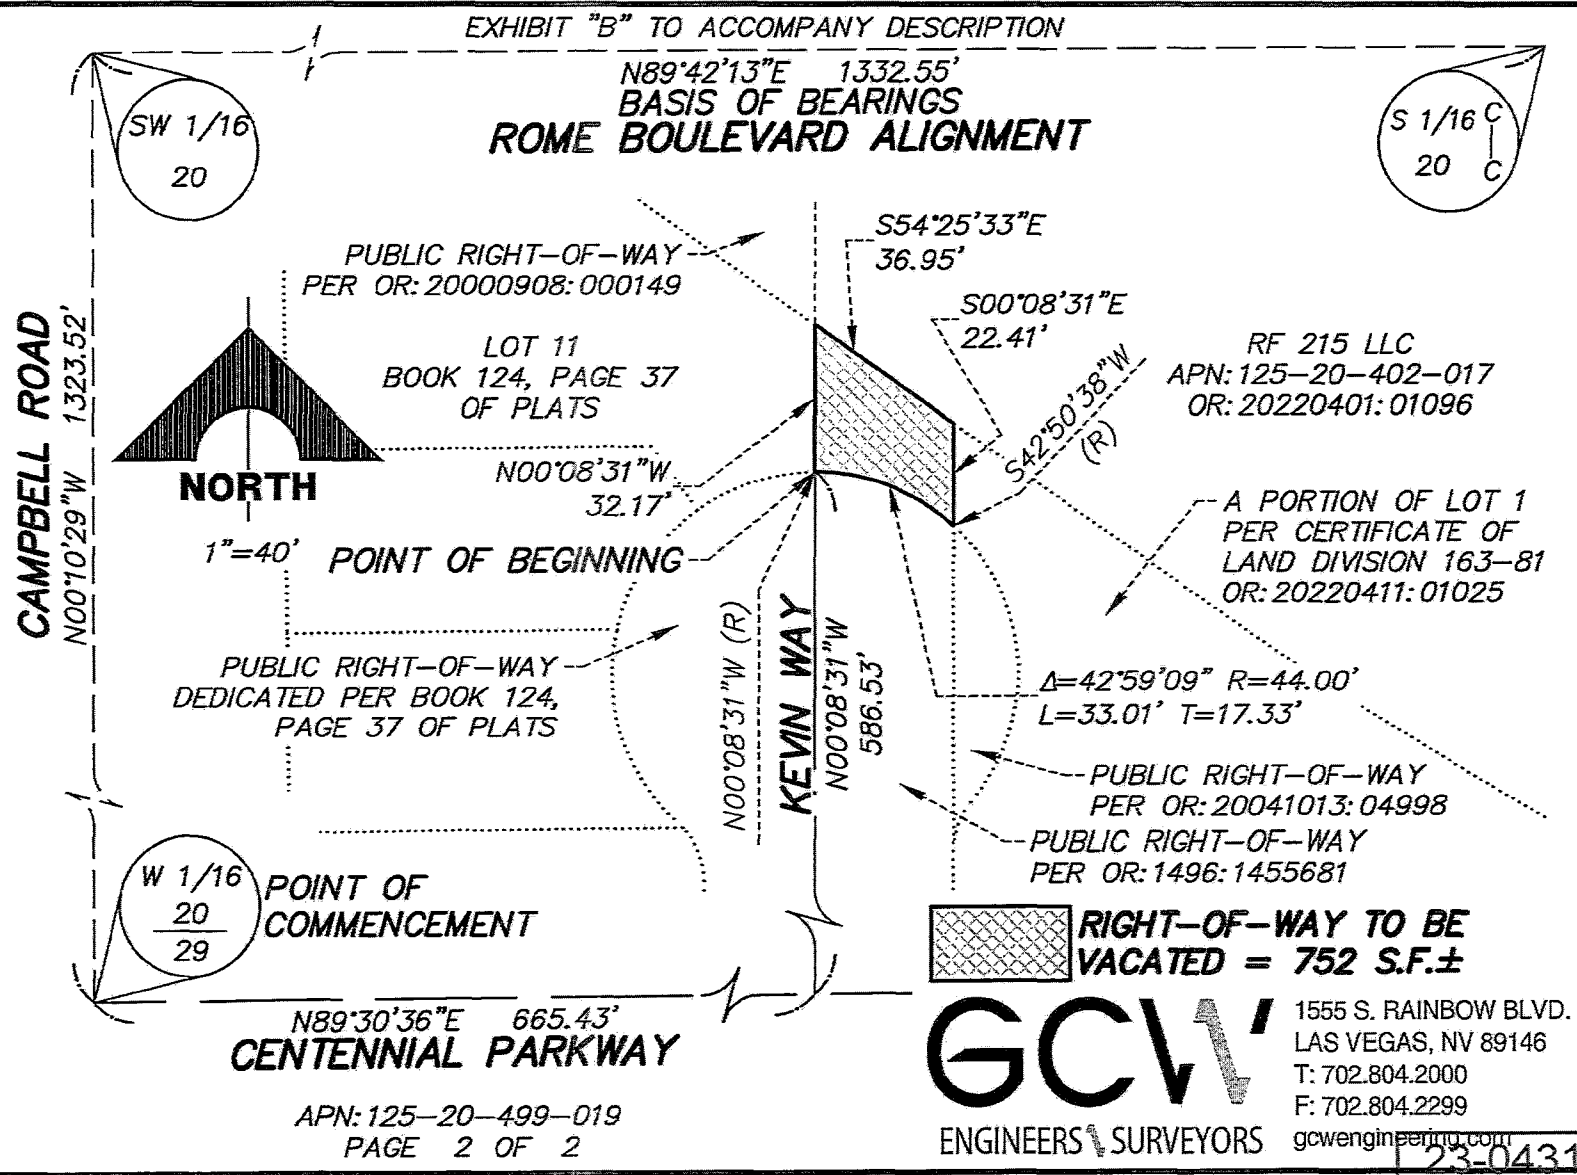 EXHIBIT "B" TO ACCOMPANY DESCRIPTION
N89°42'13"E 1332.55'
BASIS OF BEARINGS
ROME BOULEVARD ALIGNMENT
SW 1/16
20
S 1/16 C
C
20
PUBLIC RIGHT-OF-WAY
PER OR: 20000908: 000149
S54°25'33"E
36.95'
S00°08'31"E
22.41'
S42°50'38"W
(R)
LOT 11
BOOK 124, PAGE 37
OF PLATS
RF 215 LLC
APN: 125-20-402-017
OR: 20220401: 01096
CAMPBELL ROAD
N00°10'29"W 1323.52'
NORTH
1"=40'
N00°08'31"W
32.17'
POINT OF BEGINNING
A PORTION OF LOT 1
PER CERTIFICATE OF
LAND DIVISION 163-81
OR: 20220411: 01025
PUBLIC RIGHT-OF-WAY
DEDICATED PER BOOK 124,
PAGE 37 OF PLATS
N00°08'31"W (R)
KEVIN WAY
N00°08'31"W
586.53'
Δ=42°59'09" R=44.00'
L=33.01' T=17.33'
PUBLIC RIGHT-OF-WAY
PER OR: 20041013: 04998
PUBLIC RIGHT-OF-WAY
PER OR: 1496: 1455681
W 1/16
20
29
POINT OF
COMMENCEMENT
RIGHT-OF-WAY TO BE
VACATED = 752 S.F.±
N89°30'36"E 665.43'
CENTENNIAL PARKWAY
APN: 125-20-499-019
PAGE 2 OF 2
GCW
ENGINEERS SURVEYORS
1555 S. RAINBOW BLVD.
LAS VEGAS, NV 89146
T: 702.804.2000
F: 702.804.2299
gcwengineering.com
23-0431